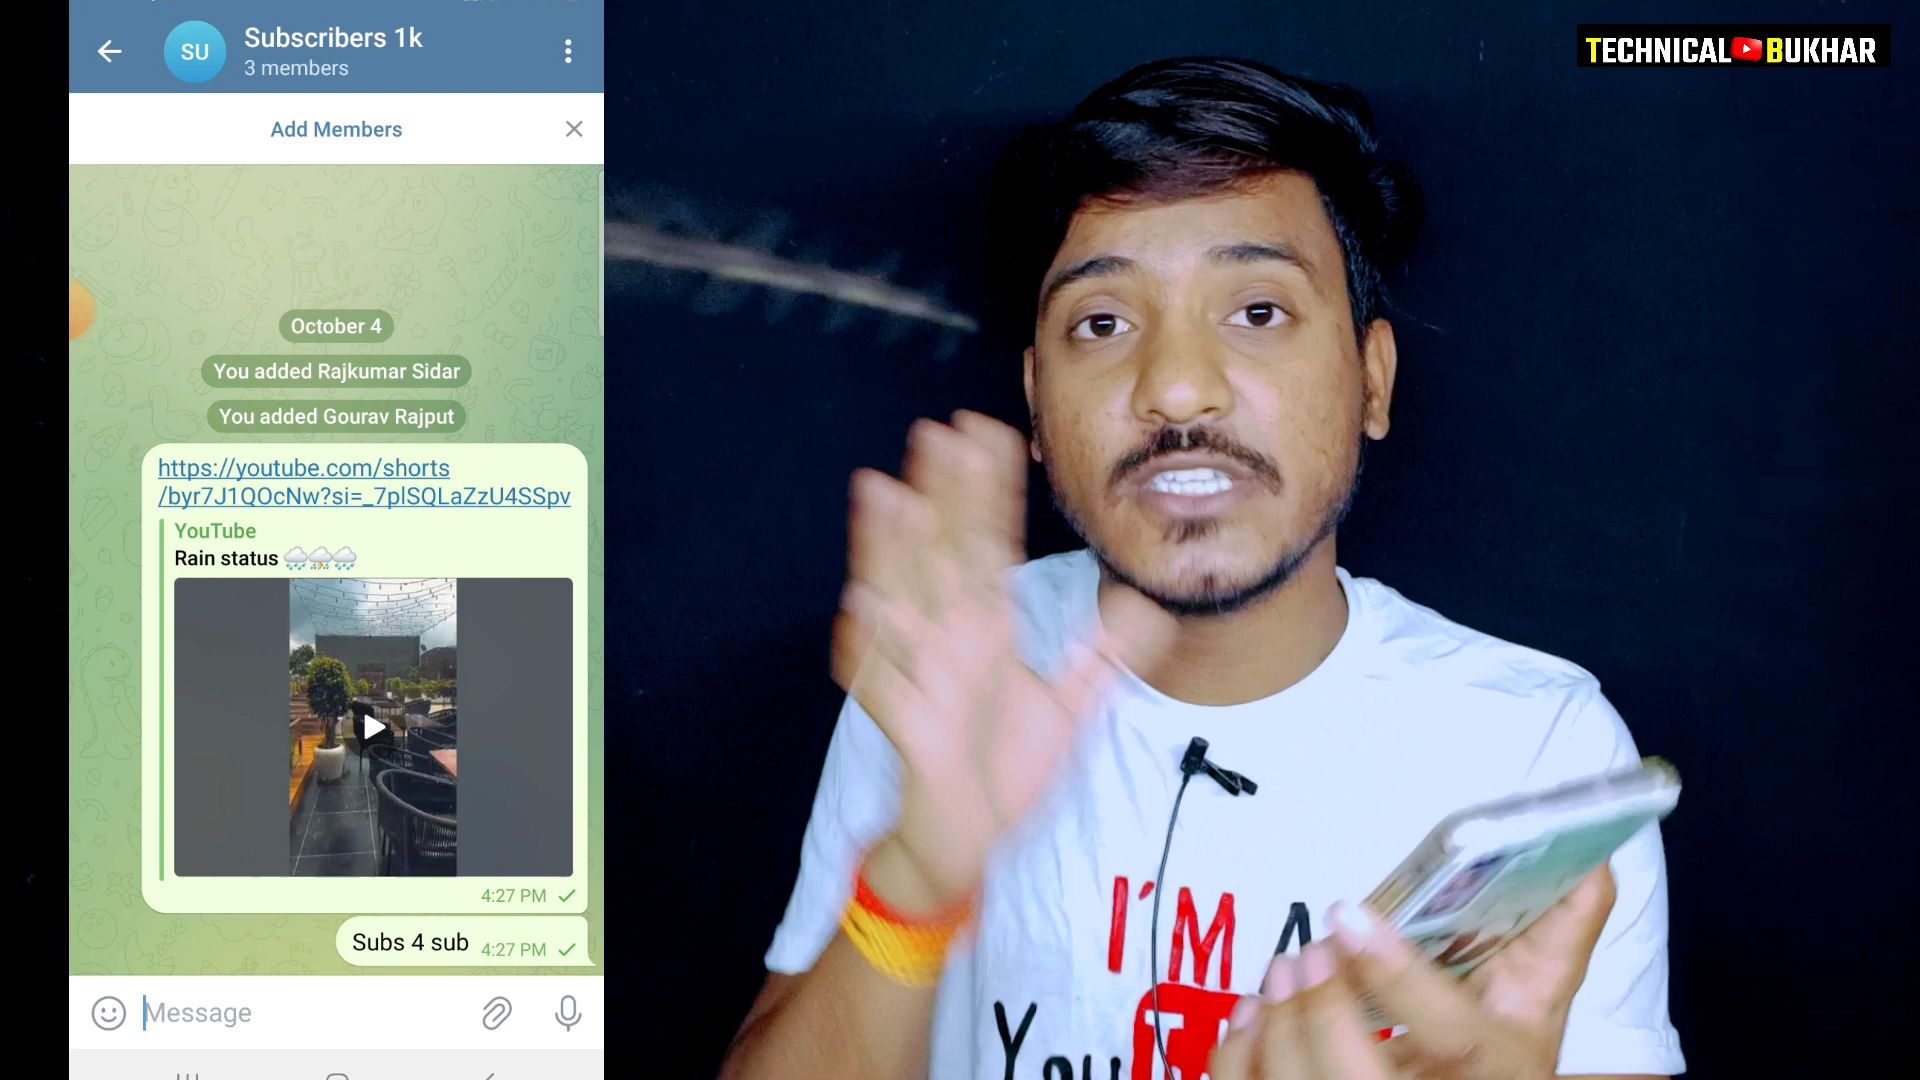 SU
Subscribers 1k
3 members
Add Members
October 4
You added Rajkumar Sidar
You added Gourav Rajput
https://youtube.com/shorts
/byr7J1QOcNw?si=_7plSQLaZzU4SSpv
YouTube
Rain status 🌧️⛈️🌧️
4:27 PM
Subs 4 sub 4:27 PM
Message
TECHNICAL BUKHAR
I'M A